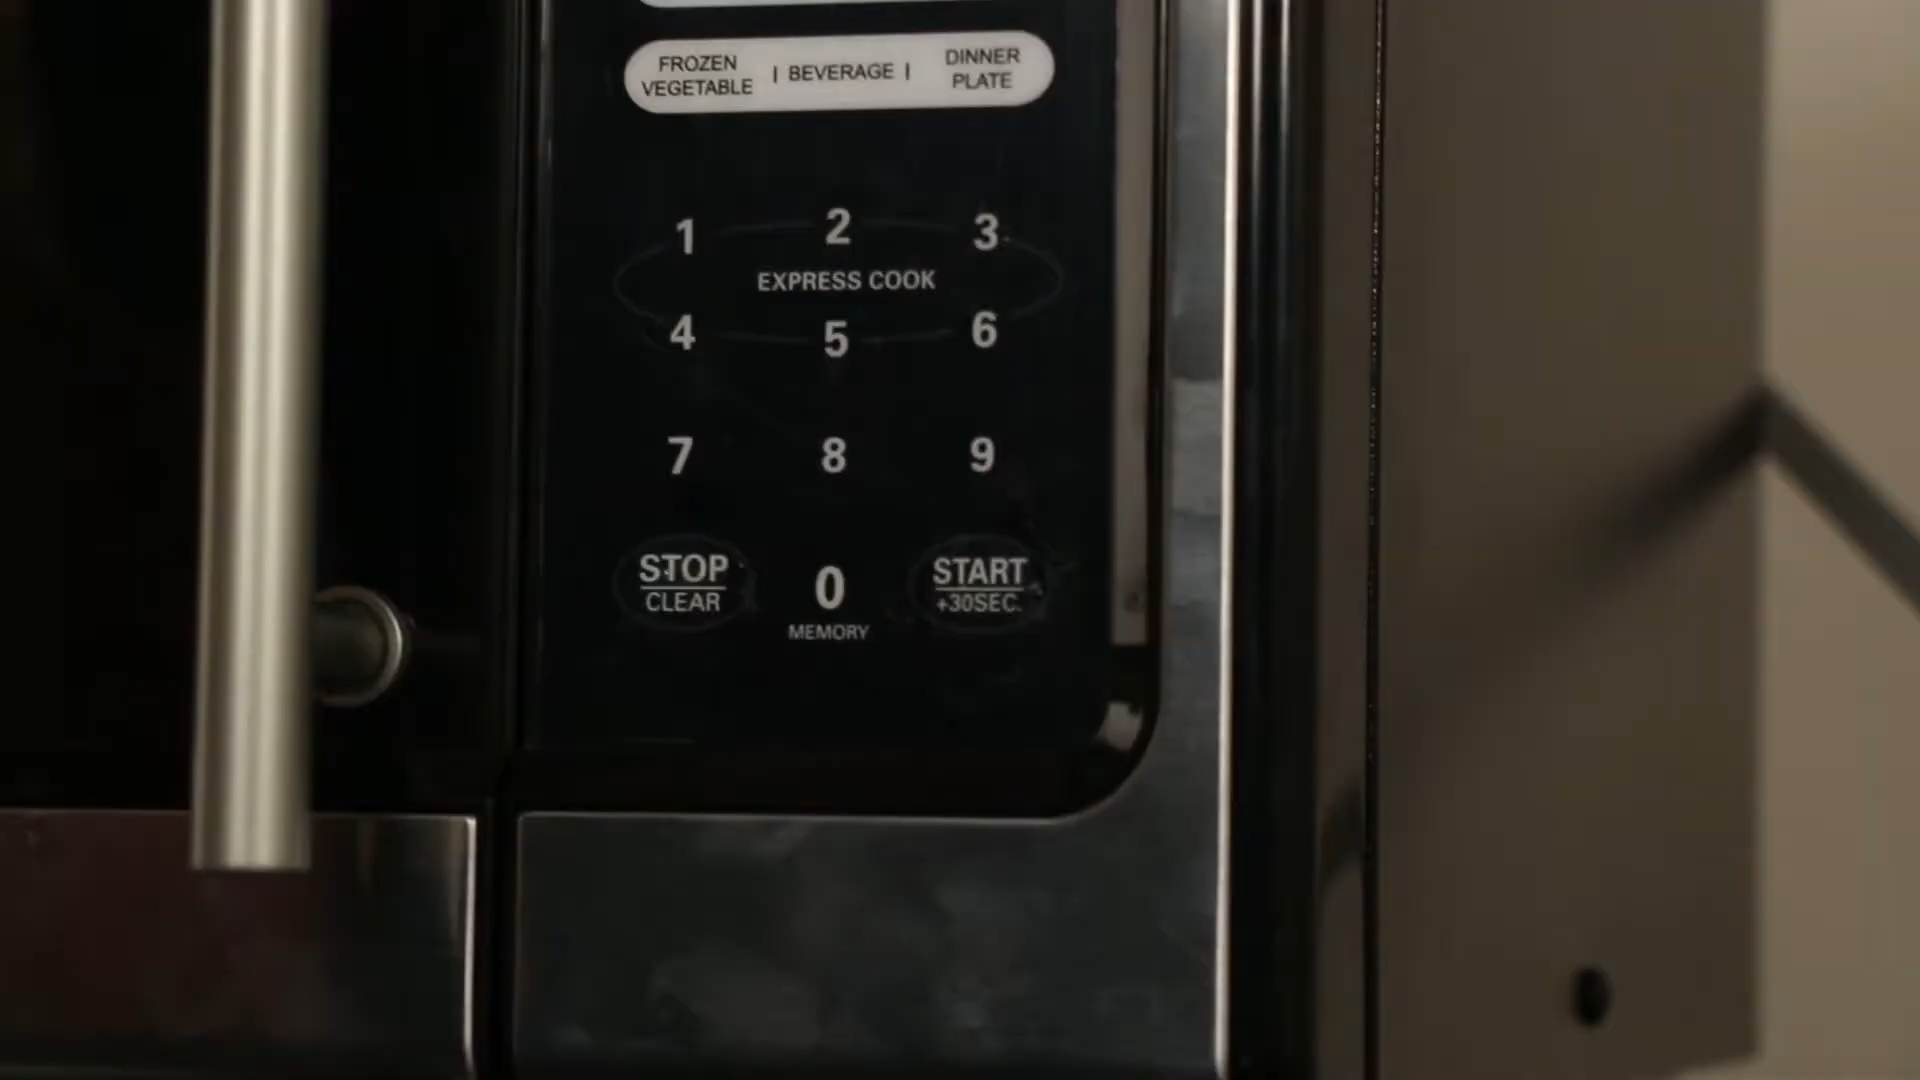 FROZEN VEGETABLE | BEVERAGE | DINNER PLATE
1 2 3
EXPRESS COOK
4 5 6
7 8 9
STOP CLEAR 0 START +30SEC.
MEMORY